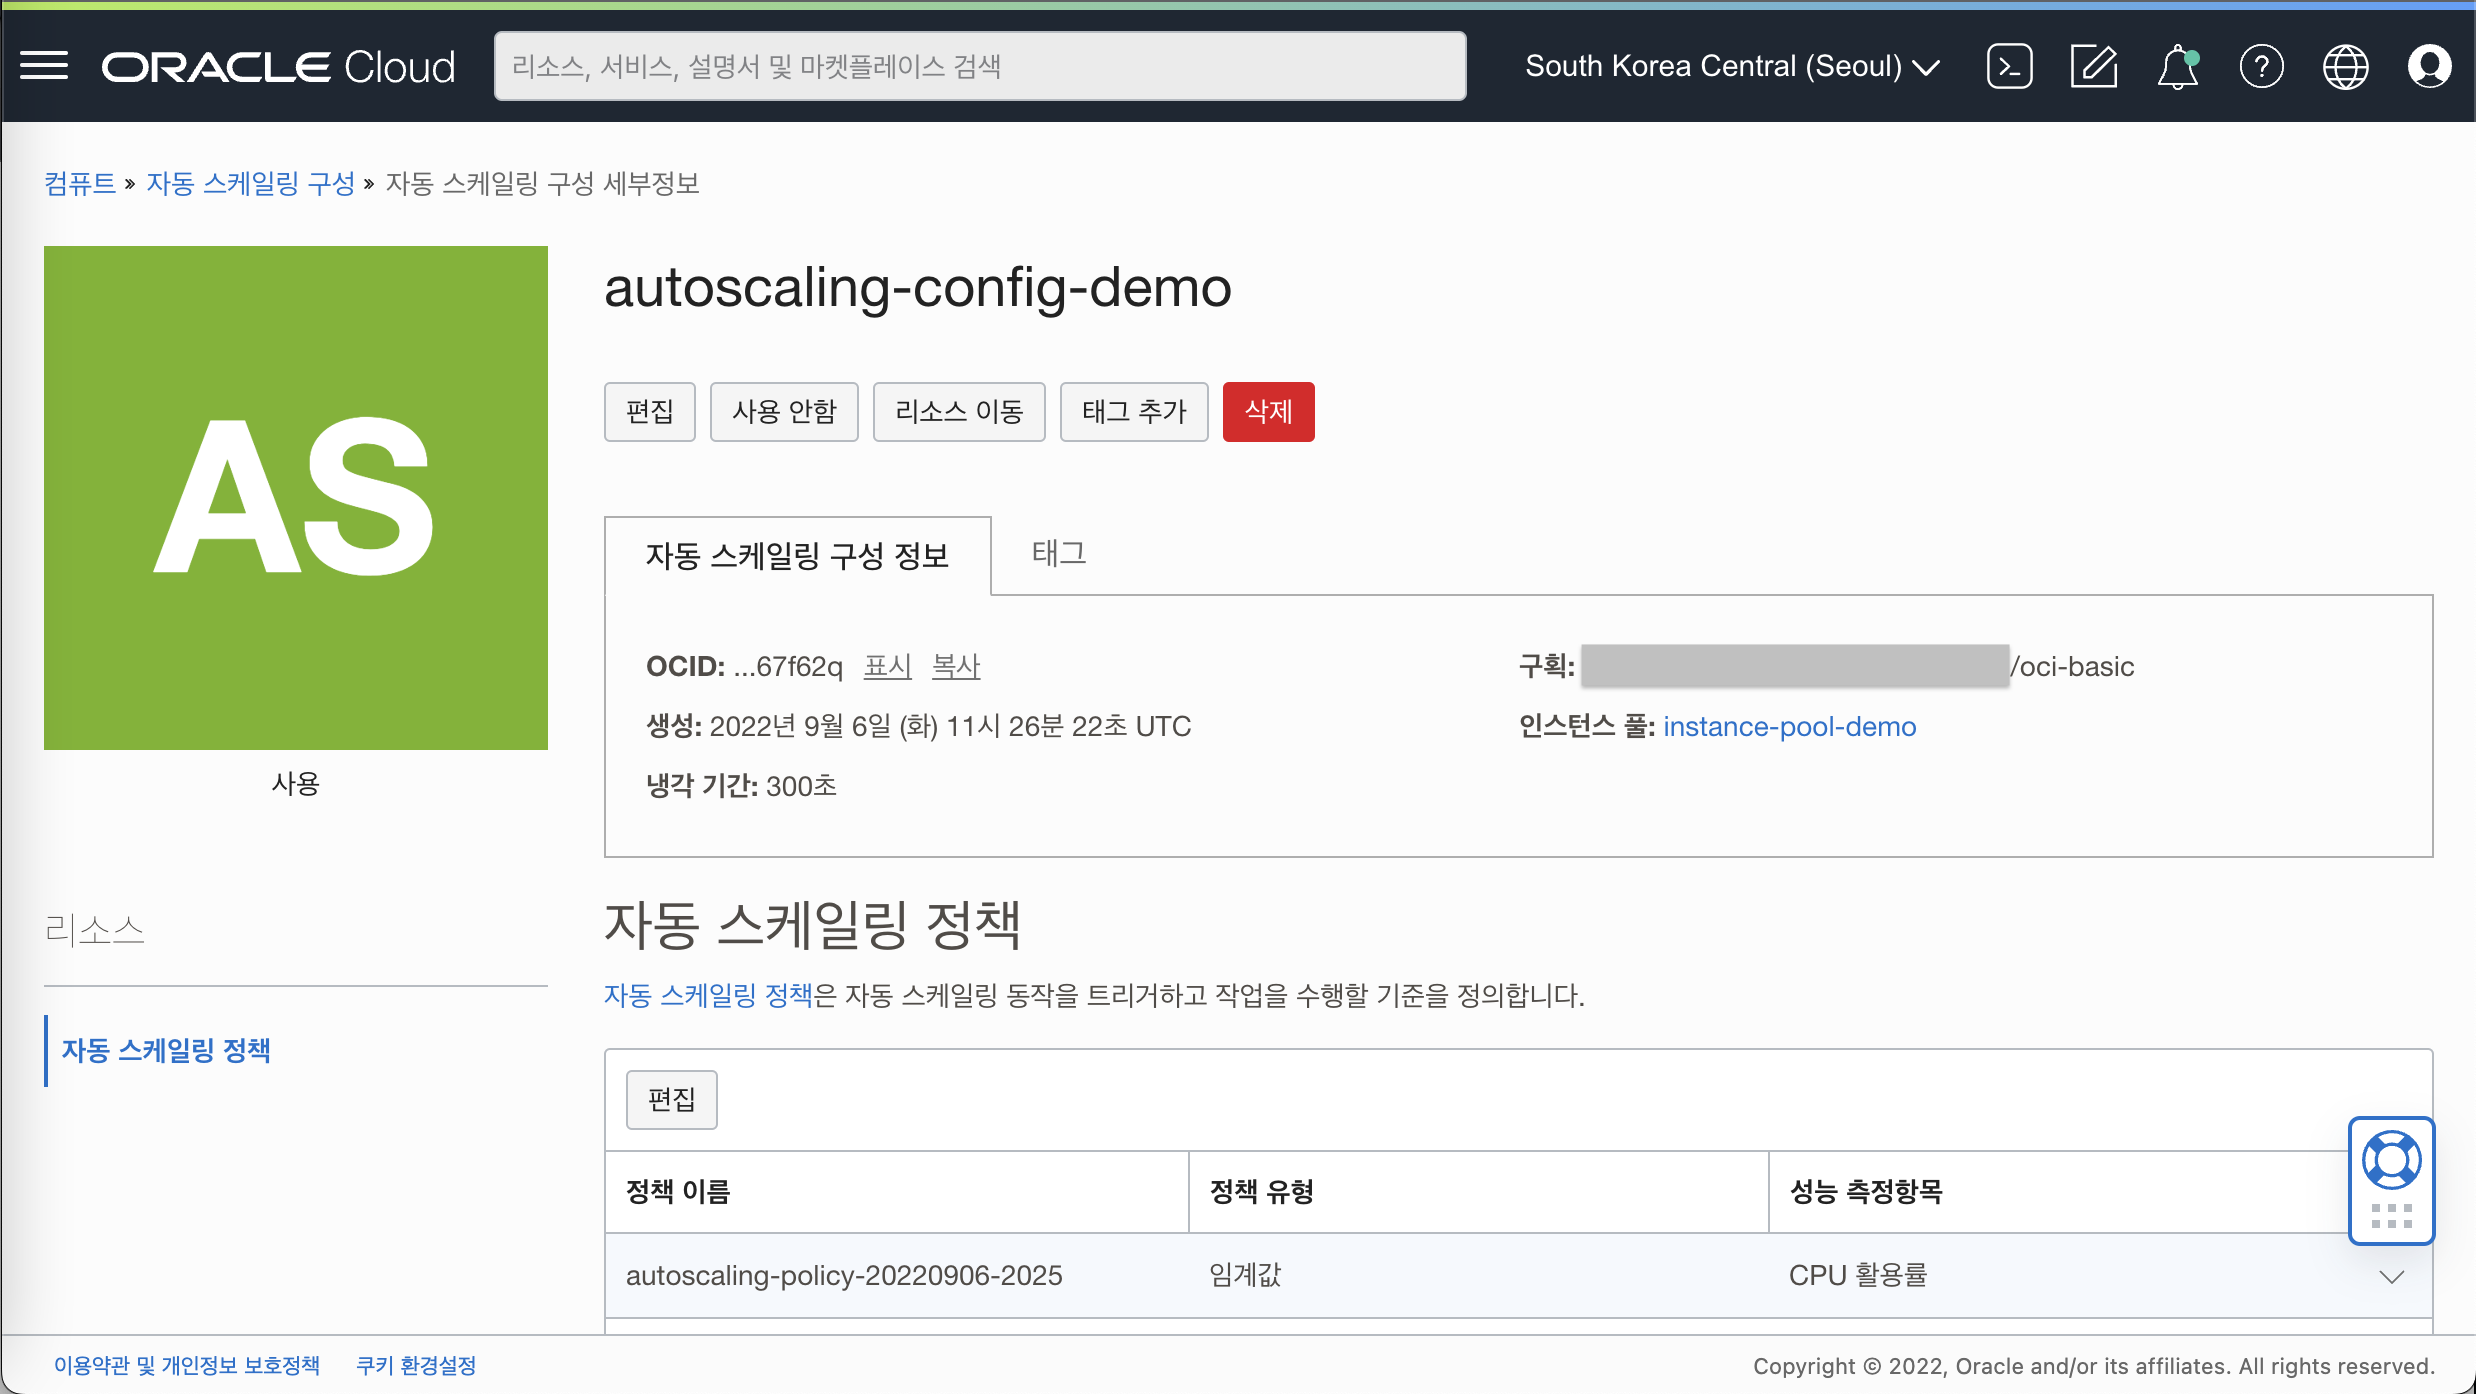 ORACLE Cloud
리소스, 서비스, 설명서 및 마켓플레이스 검색
South Korea Central (Seoul)
컴퓨트 » 자동 스케일링 구성 » 자동 스케일링 구성 세부정보
AS
사용
autoscaling-config-demo
편집 사용 안함 리소스 이동 태그 추가 삭제
자동 스케일링 구성 정보 태그
OCID: ...67f62q 표시 복사
구획: /oci-basic
생성: 2022년 9월 6일 (화) 11시 26분 22초 UTC
인스턴스 풀: instance-pool-demo
냉각 기간: 300초
리소스
자동 스케일링 정책
자동 스케일링 정책
자동 스케일링 정책은 자동 스케일링 동작을 트리거하고 작업을 수행할 기준을 정의합니다.
편집
정책 이름 정책 유형 성능 측정항목
autoscaling-policy-20220906-2025 임계값 CPU 활용률
이용약관 및 개인정보 보호정책 쿠키 환경설정
Copyright © 2022, Oracle and/or its affiliates. All rights reserved.